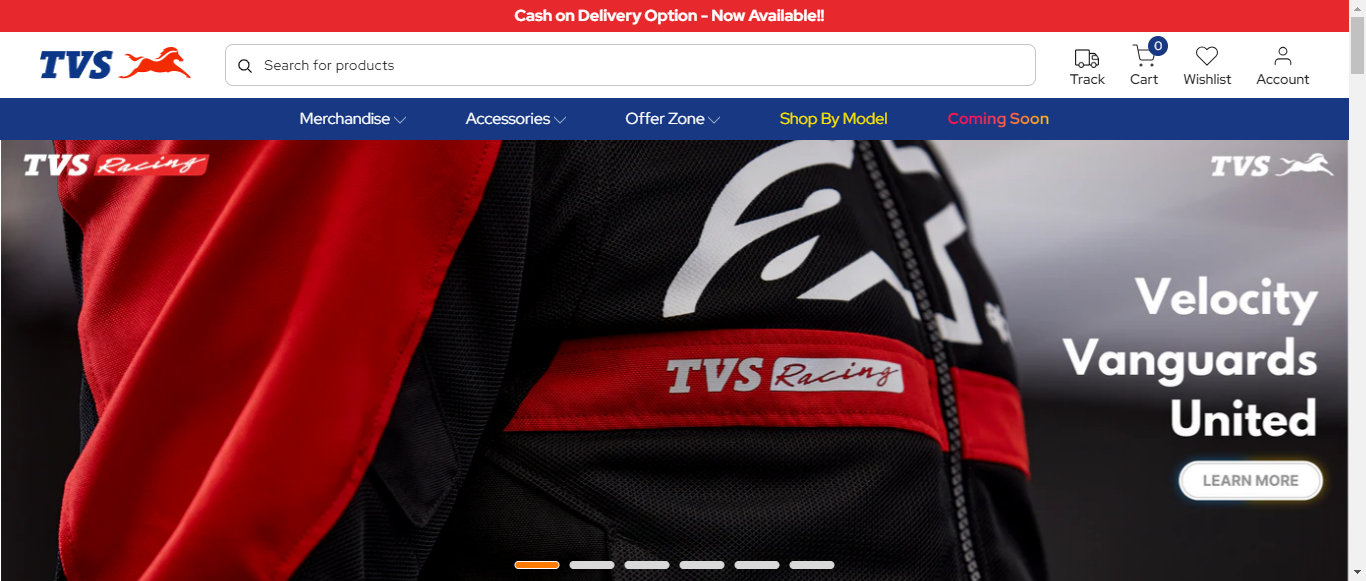 Cash on Delivery Option - Now Available!!
TVS
Search for products
0
Track
Cart
Wishlist
Account
Merchandise
Accessories
Offer Zone
Shop By Model
Coming Soon
TVS Racing
TVS
Velocity
Vanguards
United
TVS Racing
LEARN MORE